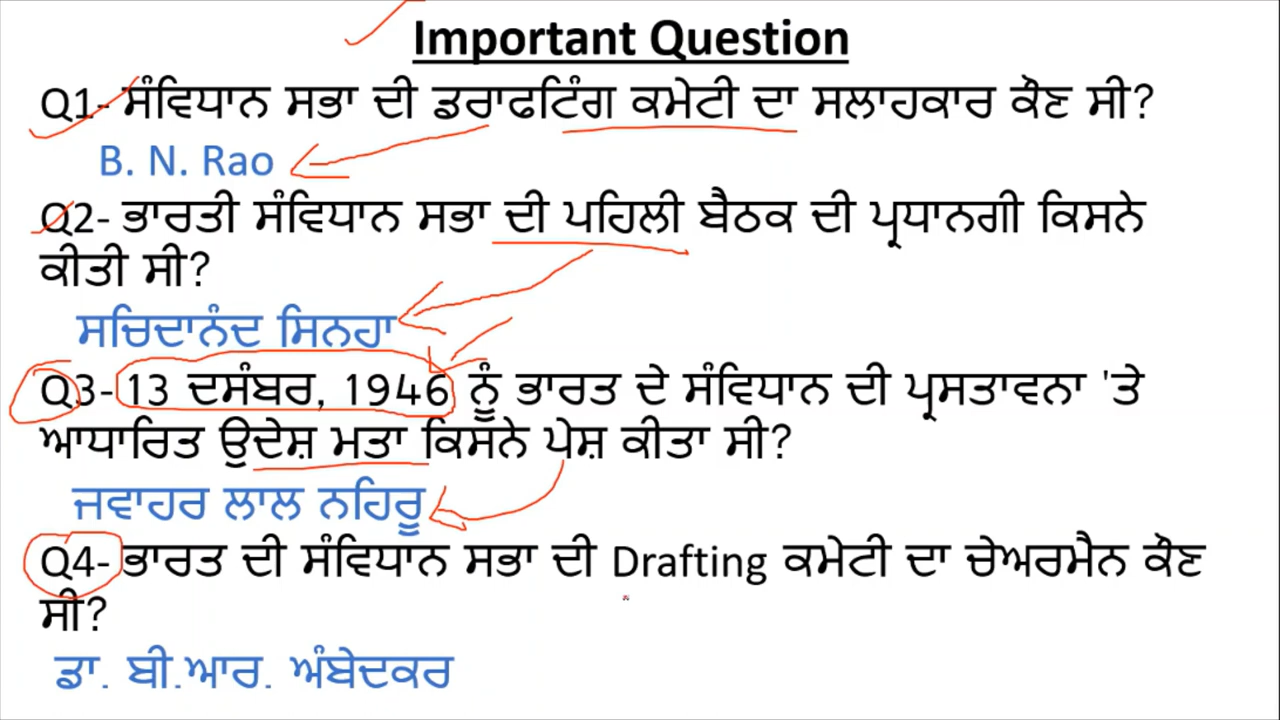 Important Question
Q1- ਸੰਵਿਧਾਨ ਸਭਾ ਦੀ ਡਰਾਫਟਿੰਗ ਕਮੇਟੀ ਦਾ ਸਲਾਹਕਾਰ ਕੌਣ ਸੀ?
B. N. Rao
Q2- ਭਾਰਤੀ ਸੰਵਿਧਾਨ ਸਭਾ ਦੀ ਪਹਿਲੀ ਬੈਠਕ ਦੀ ਪ੍ਰਧਾਨਗੀ ਕਿਸਨੇ
ਕੀਤੀ ਸੀ?
ਸਚਿਦਾਨੰਦ ਸਿਨਹਾ
Q3- 13 ਦਸੰਬਰ, 1946 ਨੂੰ ਭਾਰਤ ਦੇ ਸੰਵਿਧਾਨ ਦੀ ਪ੍ਰਸਤਾਵਨਾ 'ਤੇ
ਆਧਾਰਿਤ ਉਦੇਸ਼ ਮਤਾ ਕਿਸਨੇ ਪੇਸ਼ ਕੀਤਾ ਸੀ?
ਜਵਾਹਰ ਲਾਲ ਨਹਿਰੂ
Q4- ਭਾਰਤ ਦੀ ਸੰਵਿਧਾਨ ਸਭਾ ਦੀ Drafting ਕਮੇਟੀ ਦਾ ਚੇਅਰਮੈਨ ਕੌਣ
ਸੀ?
ਡਾ. ਬੀ.ਆਰ. ਅੰਬੇਦਕਰ